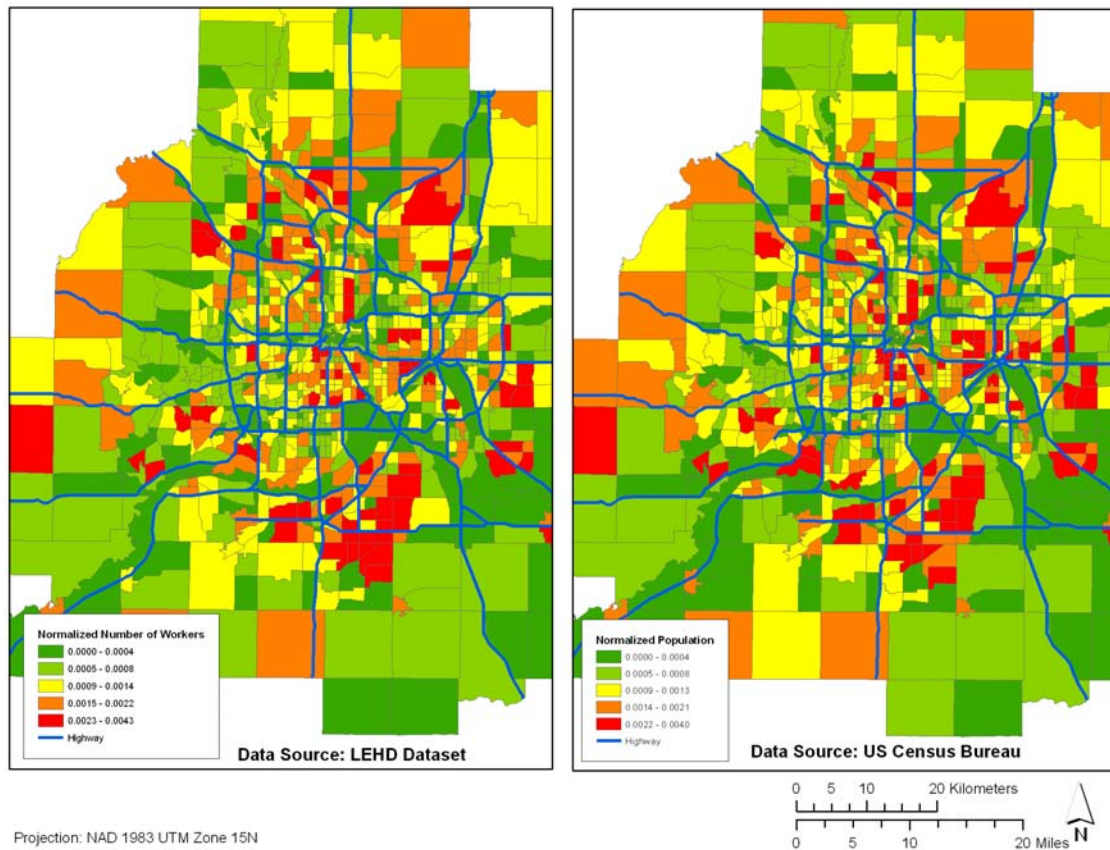 Normalized Number of Workers
0.0000 - 0.0004
0.0005 - 0.0008
0.0009 - 0.0014
0.0015 - 0.0022
0.0023 - 0.0043
Highway
Data Source: LEHD Dataset
Normalized Population
0.0000 - 0.0004
0.0005 - 0.0008
0.0009 - 0.0013
0.0014 - 0.0021
0.0022 - 0.0040
Highway
Data Source: US Census Bureau
0 5 10 20 Kilometers
0 5 10 20 Miles
N
Projection: NAD 1983 UTM Zone 15N